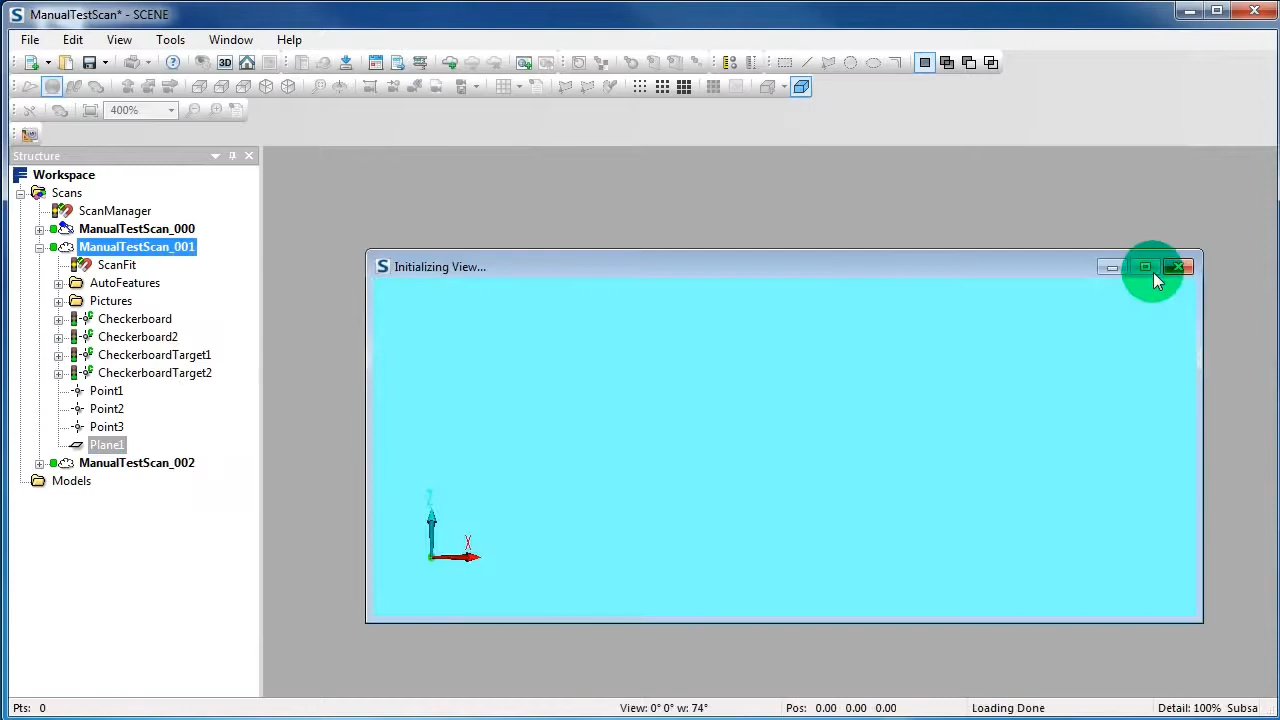 ManualTestScan* - SCENE
File Edit View Tools Window Help
3D
400%
Structure
Workspace
Scans
ScanManager
ManualTestScan_000
ManualTestScan_001
ScanFit
AutoFeatures
Pictures
Checkerboard
Checkerboard2
CheckerboardTarget1
CheckerboardTarget2
Point1
Point2
Point3
Plane1
ManualTestScan_002
Models
Initializing View...
Z
X
Pts: 0 View: 0° 0° w: 74° Pos: 0.00 0.00 0.00 Loading Done Detail: 100% Subsa